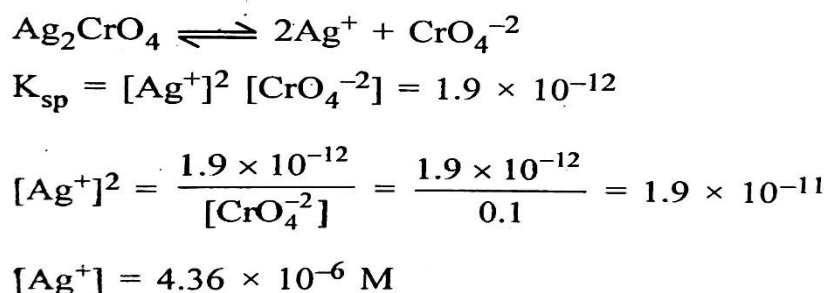 Ag₂CrO₄ ⇌ 2Ag⁺ + CrO₄⁻²
K_sp = [Ag⁺]² [CrO₄⁻²] = 1.9 × 10⁻¹²
[Ag⁺]² = 1.9 × 10⁻¹² / [CrO₄⁻²] = 1.9 × 10⁻¹² / 0.1 = 1.9 × 10⁻¹¹
[Ag⁺] = 4.36 × 10⁻⁶ M